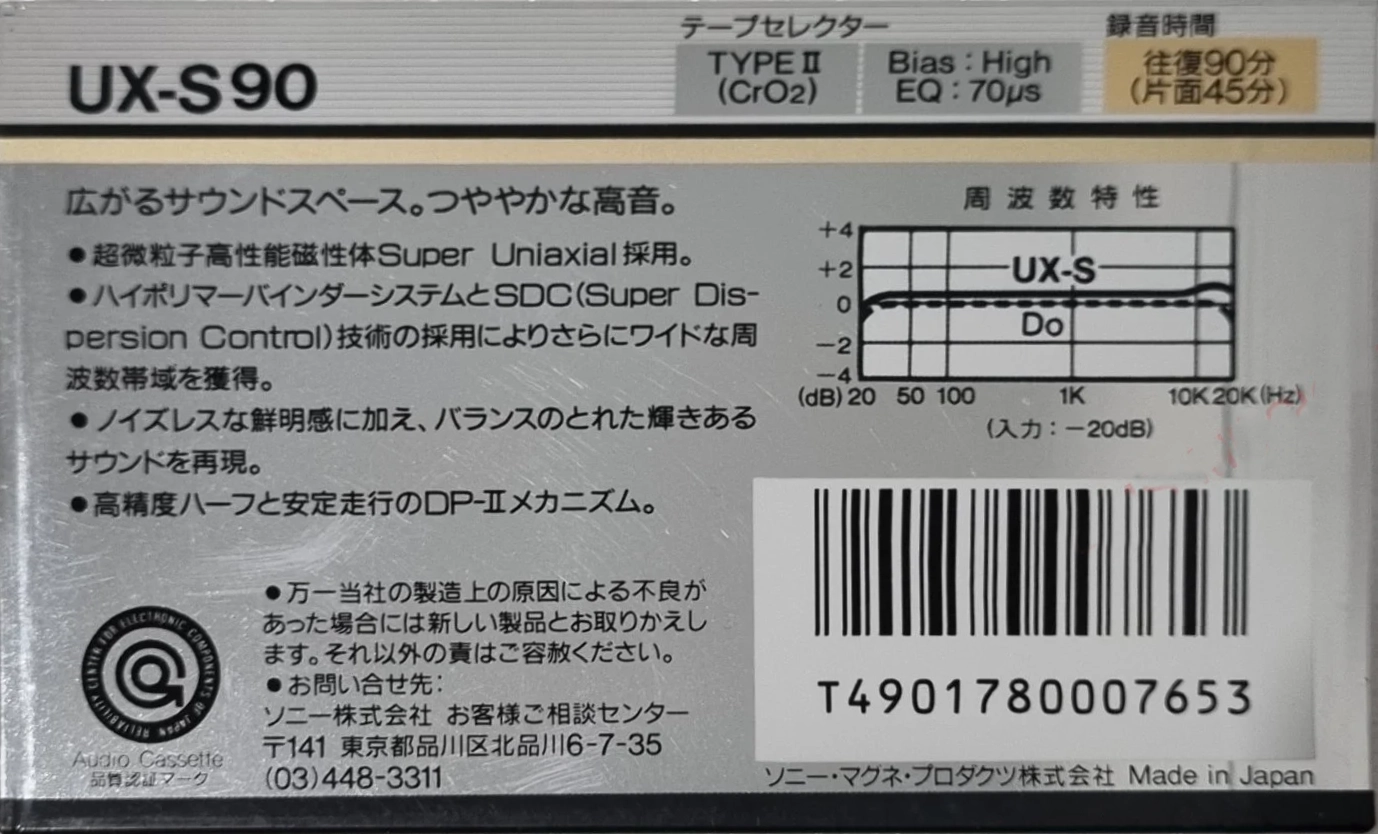 テープセレクター
録音時間
UX-S90
TYPE II
(CrO2)
Bias：High
EQ：70μs
往復90分
(片面45分)
広がるサウンドスペース。つややかな高音。
●超微粒子高性能磁性体Super Uniaxial採用。
●ハイポリマーバインダーシステムとSDC(Super Dis-
persion Control)技術の採用によりさらにワイドな周
波数帯域を獲得。
●ノイズレスな鮮明感に加え、バランスのとれた輝きある
サウンドを再現。
●高精度ハーフと安定走行のDP-IIメカニズム。
周波数特性
+4
+2
0
−2
−4
UX-S
Do
(dB) 20 50 100 1K 10K 20K (Hz)
(入力：−20dB)
●万一当社の製造上の原因による不良が
あった場合には新しい製品とお取りかえし
ます。それ以外の責はご容赦ください。
●お問い合せ先：
ソニー株式会社 お客様ご相談センター
〒141 東京都品川区北品川6-7-35
(03)448-3311
RELIABILITY CENTER FOR ELECTRONIC COMPONENTS OF JAPAN
Audio Cassette
品質認証マーク
T4901780007653
ソニー・マグネ・プロダクツ株式会社 Made in Japan